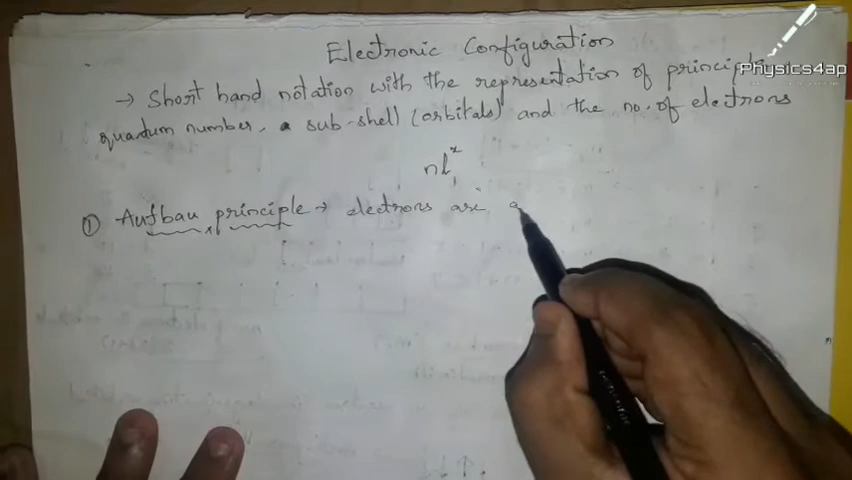 Electronic Configuration
→ Short hand notation with the representation of principle
quantum number, sub-shell (orbitals) and the no. of electrons
nlˣ
① Aufbau principle → electrons are a
Physics4ap